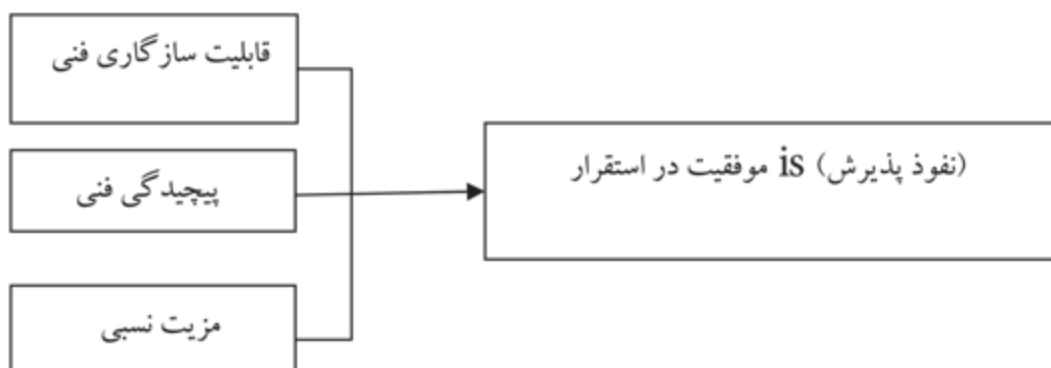 قابلیت سازگاری فنی
پیچیدگی فنی
مزیت نسبی
(نفوذ پذیرش) is موفقیت در استقرار